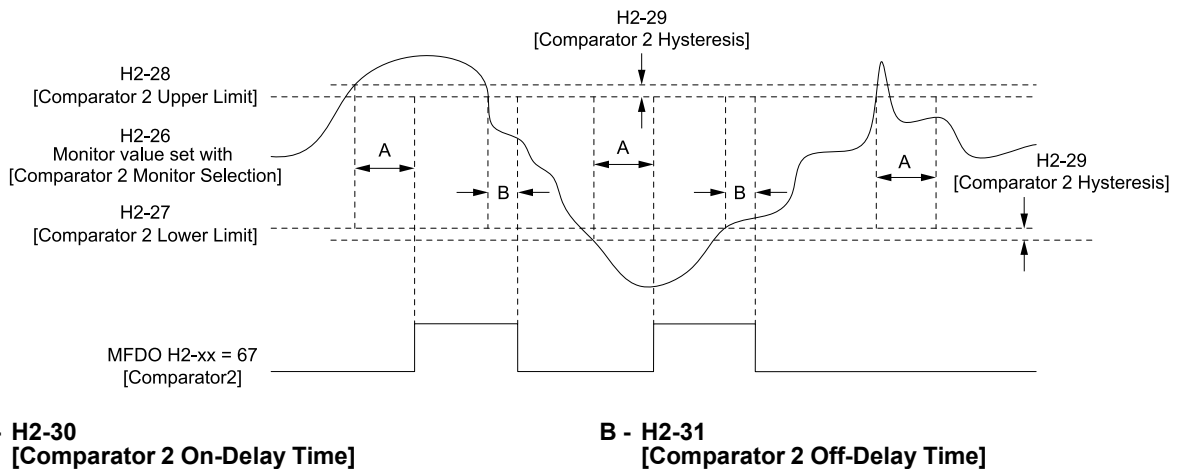 H2-29
[Comparator 2 Hysteresis]
H2-28
[Comparator 2 Upper Limit]
H2-26
Monitor value set with
[Comparator 2 Monitor Selection]
A
A
A
H2-29
[Comparator 2 Hysteresis]
B
B
H2-27
[Comparator 2 Lower Limit]
MFDO H2-xx = 67
[Comparator2]
- H2-30
[Comparator 2 On-Delay Time]
B - H2-31
[Comparator 2 Off-Delay Time]